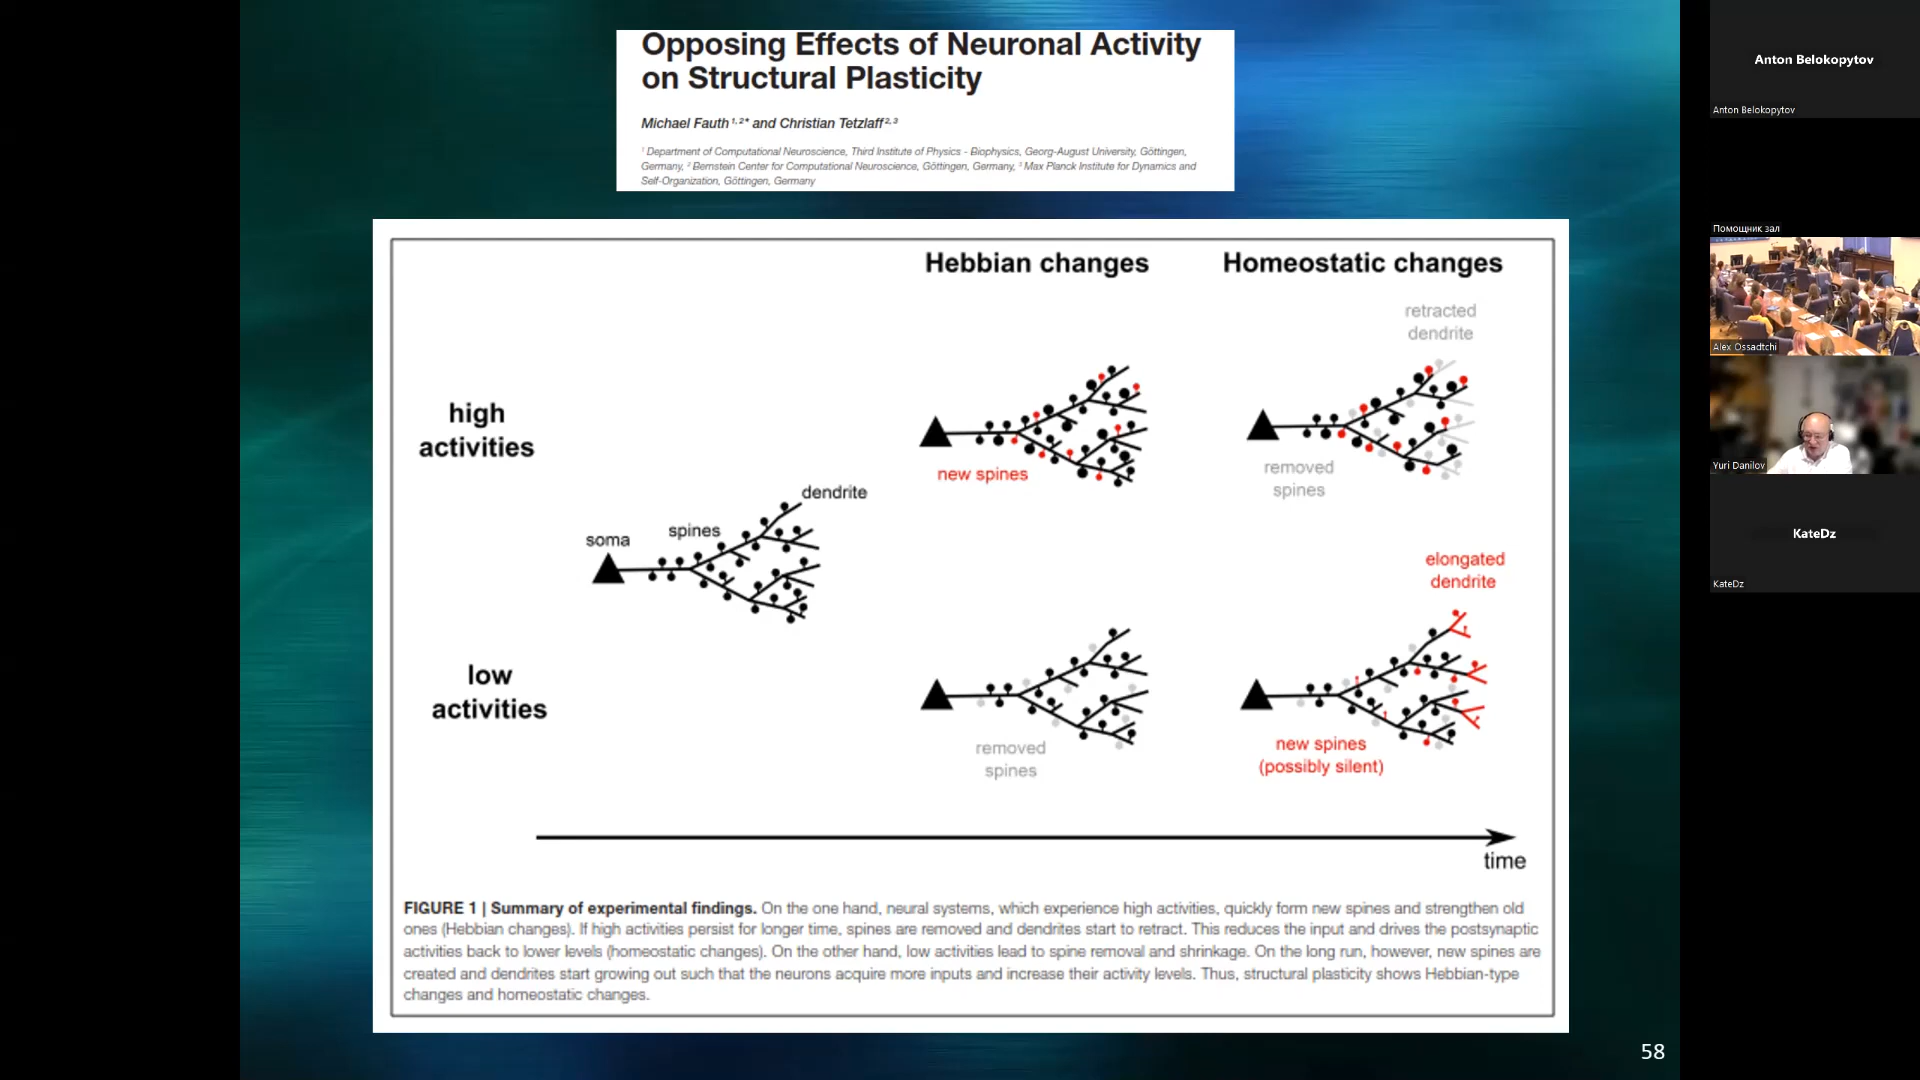 Opposing Effects of Neuronal Activity
on Structural Plasticity
Michael Fauth 1, 2* and Christian Tetzlaff 2, 3
1 Department of Computational Neuroscience, Third Institute of Physics - Biophysics, Georg-August University, Göttingen,
Germany, 2 Bernstein Center for Computational Neuroscience, Göttingen, Germany, 3 Max Planck Institute for Dynamics and
Self-Organization, Göttingen, Germany
Hebbian changes
Homeostatic changes
retracted
dendrite
high
activities
new spines
removed
spines
dendrite
spines
soma
elongated
dendrite
low
activities
removed
spines
new spines
(possibly silent)
time
FIGURE 1 | Summary of experimental findings. On the one hand, neural systems, which experience high activities, quickly form new spines and strengthen old
ones (Hebbian changes). If high activities persist for longer time, spines are removed and dendrites start to retract. This reduces the input and drives the postsynaptic
activities back to lower levels (homeostatic changes). On the other hand, low activities lead to spine removal and shrinkage. On the long run, however, new spines are
created and dendrites start growing out such that the neurons acquire more inputs and increase their activity levels. Thus, structural plasticity shows Hebbian-type
changes and homeostatic changes.
58
Anton Belokopytov
Anton Belokopytov
Помощник зал
Alex Ossadtchi
Yuri Danilov
KateDz
KateDz